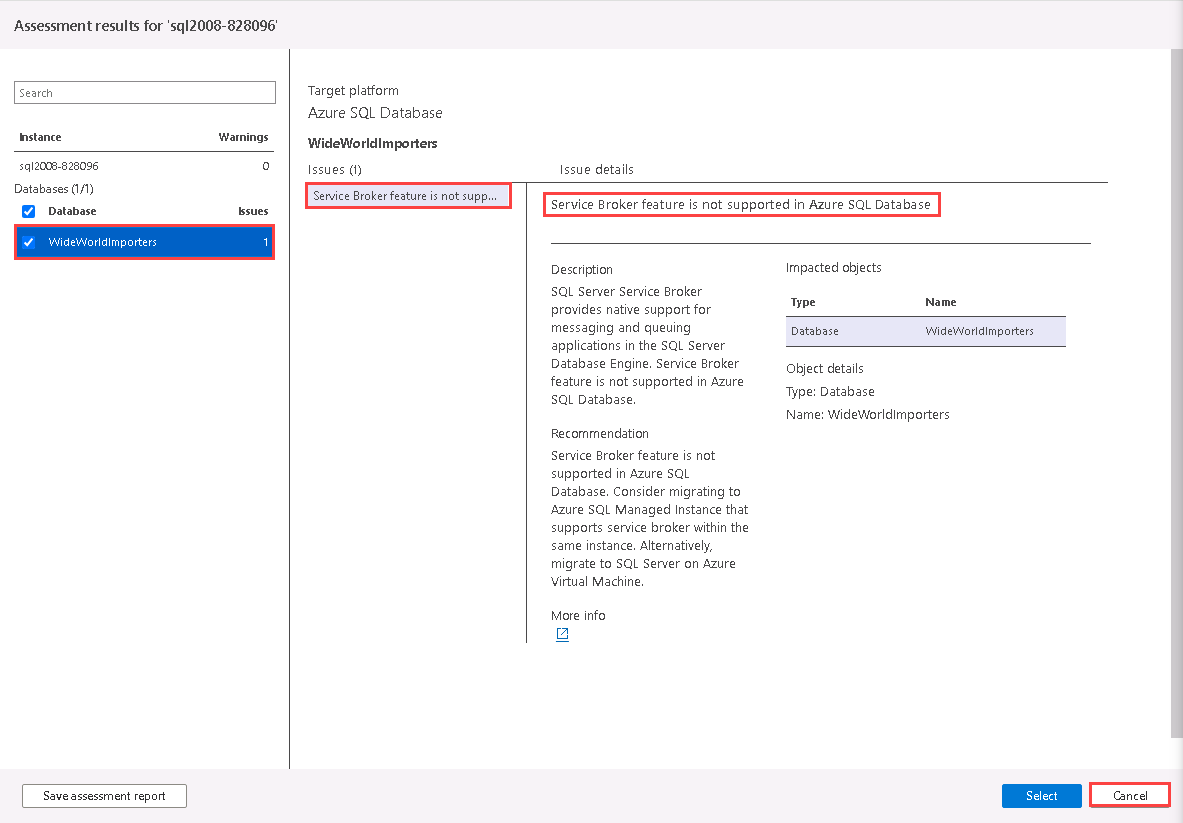 Assessment results for 'sql2008-828096'
Search
Instance Warnings
sql2008-828096 0
Databases (1/1)
Database Issues
WideWorldImporters 1
Target platform
Azure SQL Database
WideWorldImporters
Issues (1)
Service Broker feature is not supp...
Issue details
Service Broker feature is not supported in Azure SQL Database
Description
SQL Server Service Broker
provides native support for
messaging and queuing
applications in the SQL Server
Database Engine. Service Broker
feature is not supported in Azure
SQL Database.
Recommendation
Service Broker feature is not
supported in Azure SQL
Database. Consider migrating to
Azure SQL Managed Instance that
supports service broker within the
same instance. Alternatively,
migrate to SQL Server on Azure
Virtual Machine.
More info
Impacted objects
Type Name
Database WideWorldImporters
Object details
Type: Database
Name: WideWorldImporters
Save assessment report
Select
Cancel